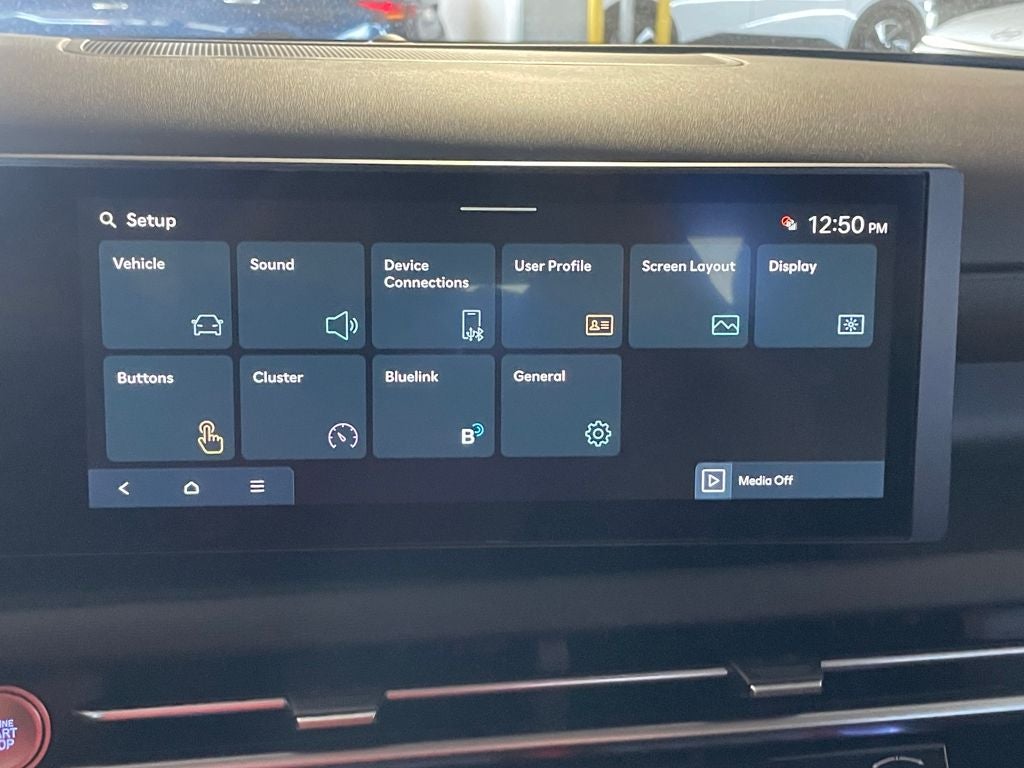 Setup
12:50 PM
Vehicle
Sound
Device
Connections
User Profile
Screen Layout
Display
Buttons
Cluster
Bluelink
B
General
Media Off